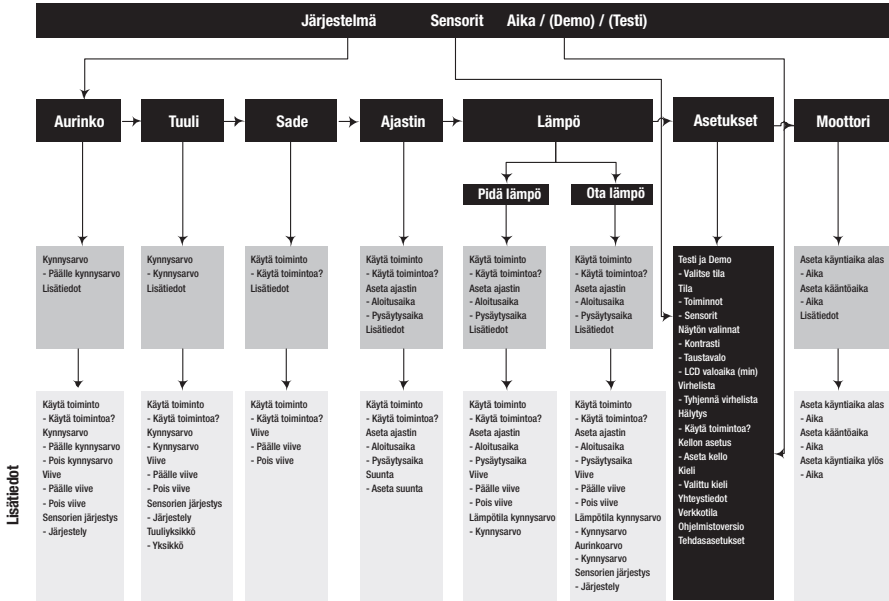 Järjestelmä Sensorit Aika / (Demo) / (Testi)
Aurinko
Tuuli
Sade
Ajastin
Lämpö
Asetukset
Moottori
Pidä lämpö
Ota lämpö
Kynnysarvo
- Päälle kynnysarvo
Lisätiedot
Kynnysarvo
- Kynnysarvo
Lisätiedot
Käytä toiminto
- Käytä toimintoa?
Lisätiedot
Käytä toiminto
- Käytä toimintoa?
Aseta ajastin
- Aloitusaika
- Pysäytysaika
Lisätiedot
Käytä toiminto
- Käytä toimintoa?
Aseta ajastin
- Aloitusaika
- Pysäytysaika
Lisätiedot
Käytä toiminto
- Käytä toimintoa?
Aseta ajastin
- Aloitusaika
- Pysäytysaika
Lisätiedot
Testi ja Demo
- Valitse tila
Tila
- Toiminnot
- Sensorit
Näytön valinnat
- Kontrasti
- Taustavalo
- LCD valoaika (min)
Virhelista
- Tyhjennä virhelista
Hälytys
- Käytä toimintoa?
Kellon asetus
- Aseta kello
Kieli
- Valittu kieli
Yhteystiedot
Verkkotila
Ohjelmistoversio
Tehdasasetukset
Aseta käyntiaika alas
- Aika
Aseta kääntöaika
- Aika
Lisätiedot
Lisätiedot
Käytä toiminto
- Käytä toimintoa?
Kynnysarvo
- Päälle kynnysarvo
- Pois kynnysarvo
Viive
- Päälle viive
- Pois viive
Sensorien järjestys
- Järjestely
Käytä toiminto
- Käytä toimintoa?
Kynnysarvo
- Kynnysarvo
Viive
- Päälle viive
- Pois viive
Sensorien järjestys
- Järjestely
Tuuliyksikkö
- Yksikkö
Käytä toiminto
- Käytä toimintoa?
Viive
- Päälle viive
- Pois viive
Käytä toiminto
- Käytä toimintoa?
Aseta ajastin
- Aloitusaika
- Pysäytysaika
Suunta
- Aseta suunta
Käytä toiminto
- Käytä toimintoa?
Aseta ajastin
- Aloitusaika
- Pysäytysaika
Viive
- Päälle viive
- Pois viive
Lämpötila kynnysarvo
- Kynnysarvo
Käytä toiminto
- Käytä toimintoa?
Aseta ajastin
- Aloitusaika
- Pysäytysaika
Viive
- Päälle viive
- Pois viive
Lämpötila kynnysarvo
- Kynnysarvo
Aurinkoarvo
- Kynnysarvo
Sensorien järjestys
- Järjestely
Aseta käyntiaika alas
- Aika
Aseta kääntöaika
- Aika
Aseta käyntiaika ylös
- Aika